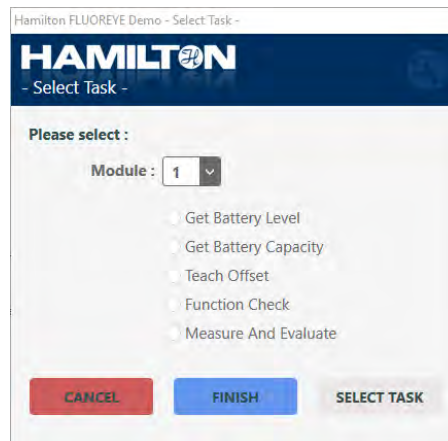 Hamilton FLUOREYE Demo - Select Task -
HAMILTON
- Select Task -
Please select :
Module : 1
Get Battery Level
Get Battery Capacity
Teach Offset
Function Check
Measure And Evaluate
CANCEL FINISH SELECT TASK